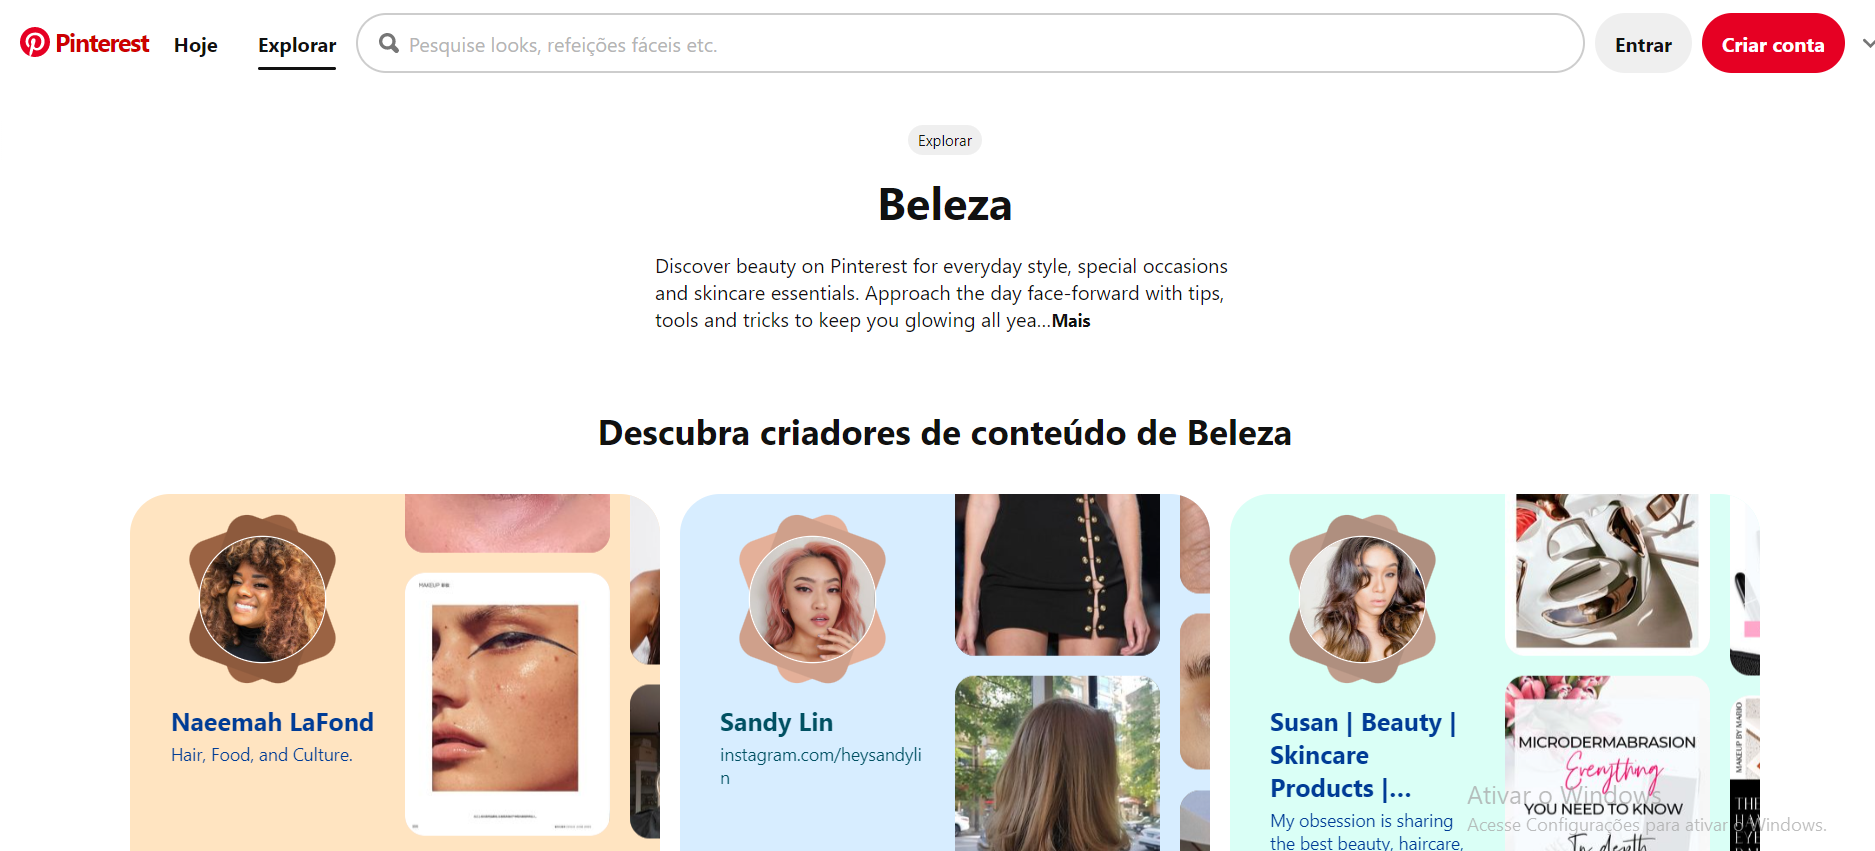 Pinterest
Hoje
Explorar
Pesquise looks, refeições fáceis etc.
Entrar
Criar conta
Explorar
Beleza
Discover beauty on Pinterest for everyday style, special occasions
and skincare essentials. Approach the day face-forward with tips,
tools and tricks to keep you glowing all yea...Mais
Descubra criadores de conteúdo de Beleza
Naeemah LaFond
Hair, Food, and Culture.
MAKEUP
Sandy Lin
instagram.com/heysandyli
n
Susan | Beauty |
Skincare
Products |...
My obsession is sharing
the best beauty, haircare,
MICRODERMABRASION
Everything
YOU NEED TO KNOW
In depth
MAKEUP BY MARIO
THE
Ativar o Windows
Acesse Configurações para ativar o Windows.